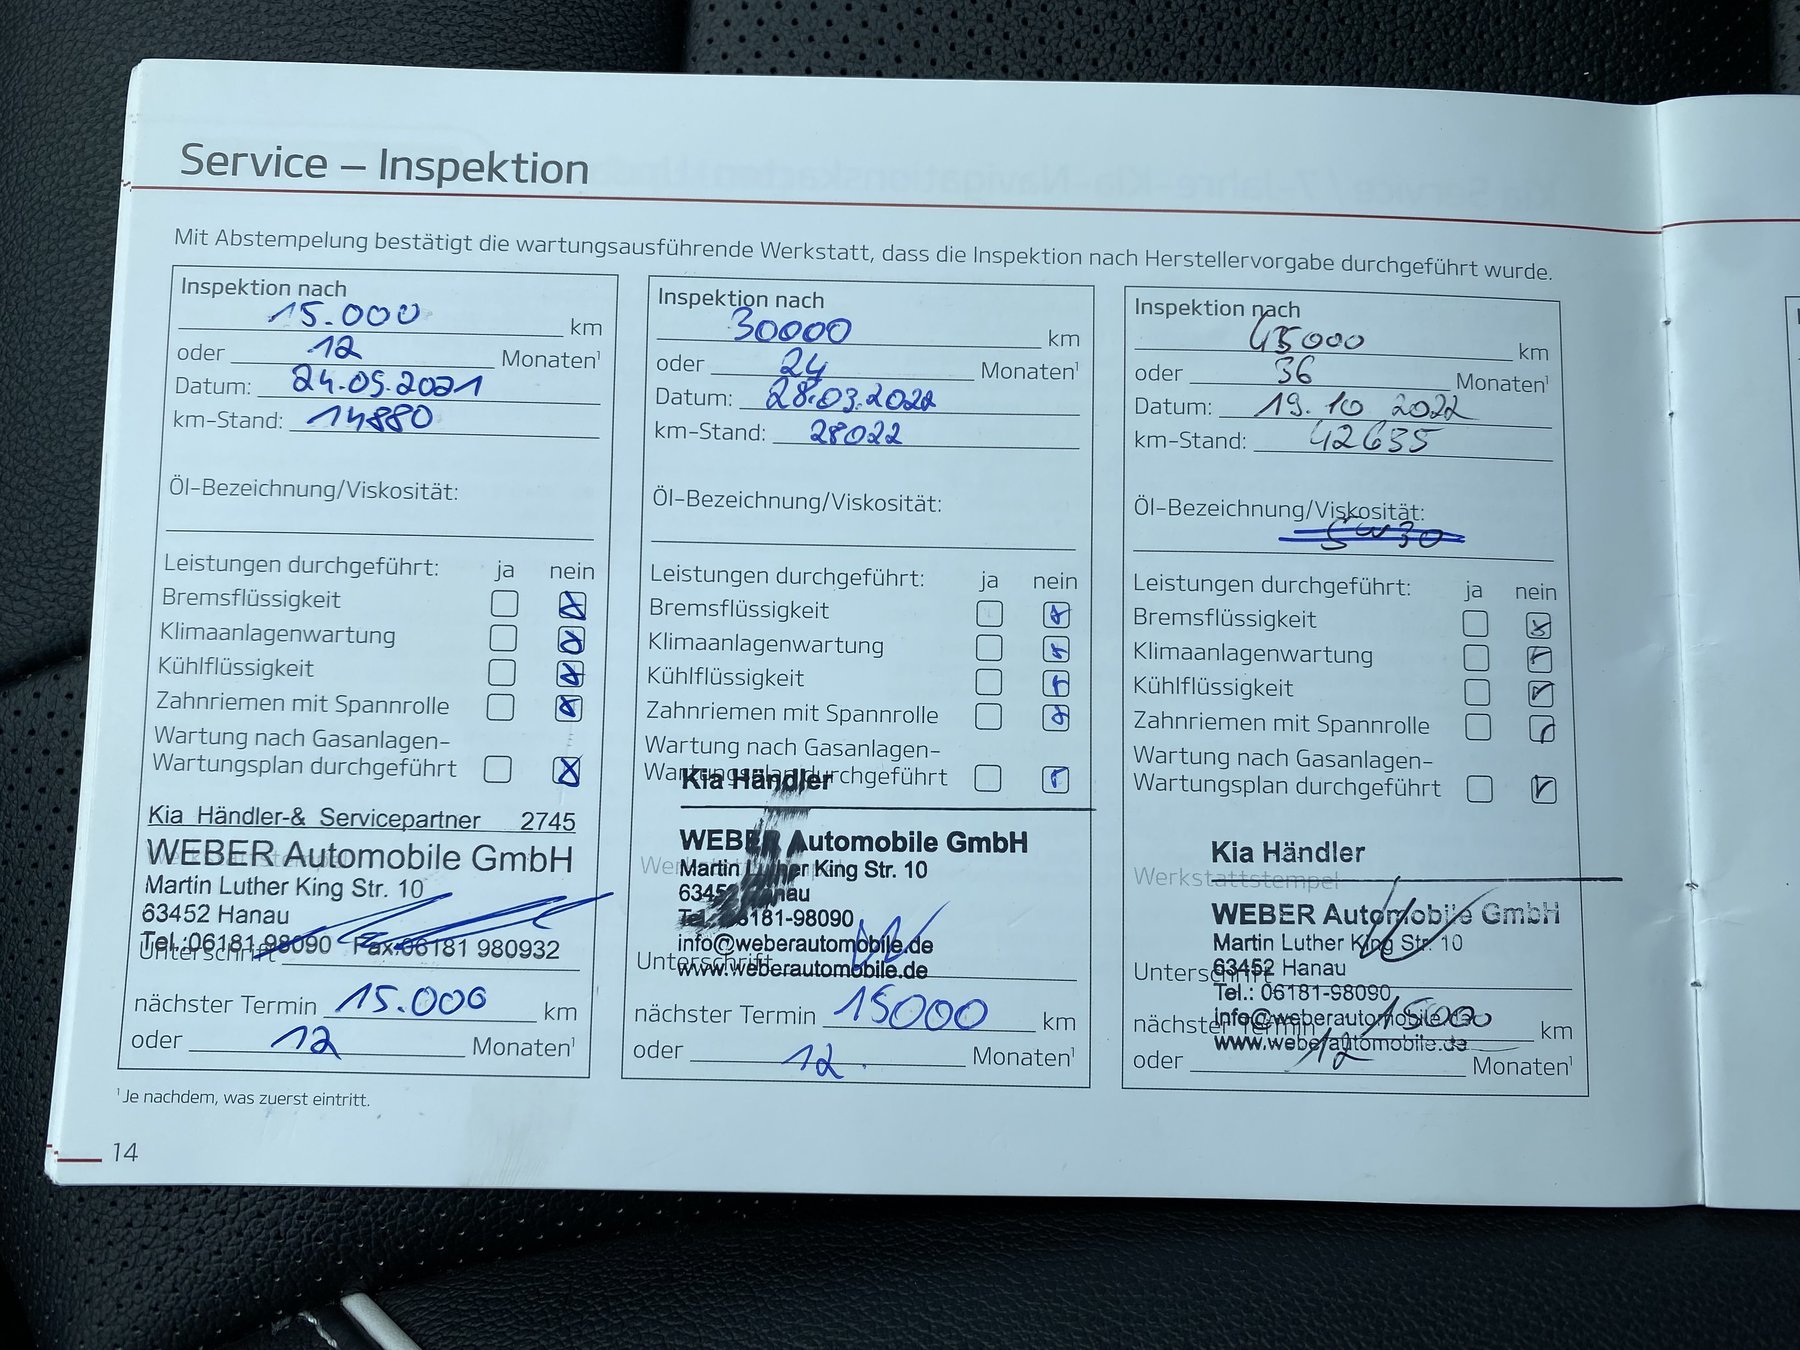 Service – Inspektion
Mit Abstempelung bestätigt die wartungsausführende Werkstatt, dass die Inspektion nach Herstellervorgabe durchgeführt wurde.
Inspektion nach
15.000 km
oder 12 Monaten¹
Datum: 24.05.2021
km-Stand: 14880
Öl-Bezeichnung/Viskosität:
Leistungen durchgeführt: ja nein
Bremsflüssigkeit
Klimaanlagenwartung
Kühlflüssigkeit
Zahnriemen mit Spannrolle
Wartung nach Gasanlagen-
Wartungsplan durchgeführt
Kia Händler-& Servicepartner 2745
WEBER Automobile GmbH
Martin Luther King Str. 10
63452 Hanau
Tel.:06181 98090 Fax:06181 980932
Unterschrift
nächster Termin 15.000 km
oder 12 Monaten¹
Inspektion nach
30000 km
oder 24 Monaten¹
Datum: 28.03.2022
km-Stand: 28022
Öl-Bezeichnung/Viskosität:
Leistungen durchgeführt: ja nein
Bremsflüssigkeit
Klimaanlagenwartung
Kühlflüssigkeit
Zahnriemen mit Spannrolle
Wartung nach Gasanlagen-
Wartungsplan durchgeführt
Kia Händler
WEBER Automobile GmbH
Martin Luther King Str. 10
63452 Hanau
Tel.: 06181-98090
info@weberautomobile.de
Unterschrift
www.weberautomobile.de
nächster Termin 15000 km
oder 12 Monaten¹
Inspektion nach
45000 km
oder 36 Monaten¹
Datum: 19.10 2022
km-Stand: 42635
Öl-Bezeichnung/Viskosität:
5W30
Leistungen durchgeführt: ja nein
Bremsflüssigkeit
Klimaanlagenwartung
Kühlflüssigkeit
Zahnriemen mit Spannrolle
Wartung nach Gasanlagen-
Wartungsplan durchgeführt
Kia Händler
Werkstattstempel
WEBER Automobile GmbH
Martin Luther King Str. 10
63452 Hanau
Unterschrift
Tel.: 06181-98090
info@weberautomobile.de
nächster Termin 15000 km
www.weberautomobile.de
oder 12 Monaten¹
¹Je nachdem, was zuerst eintritt.
14